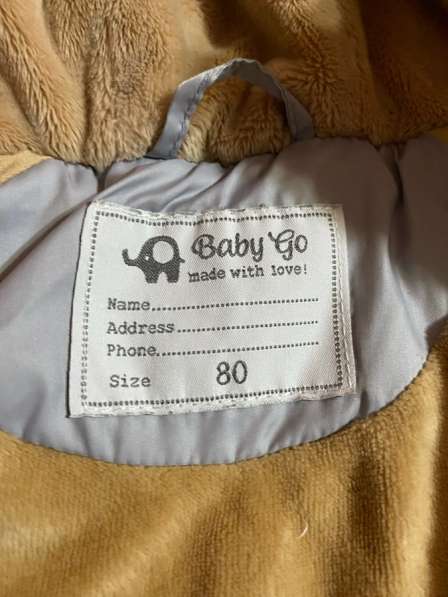 Baby Go
made with love!
Name....................................
Address.............................
Phone..................................
Size 80